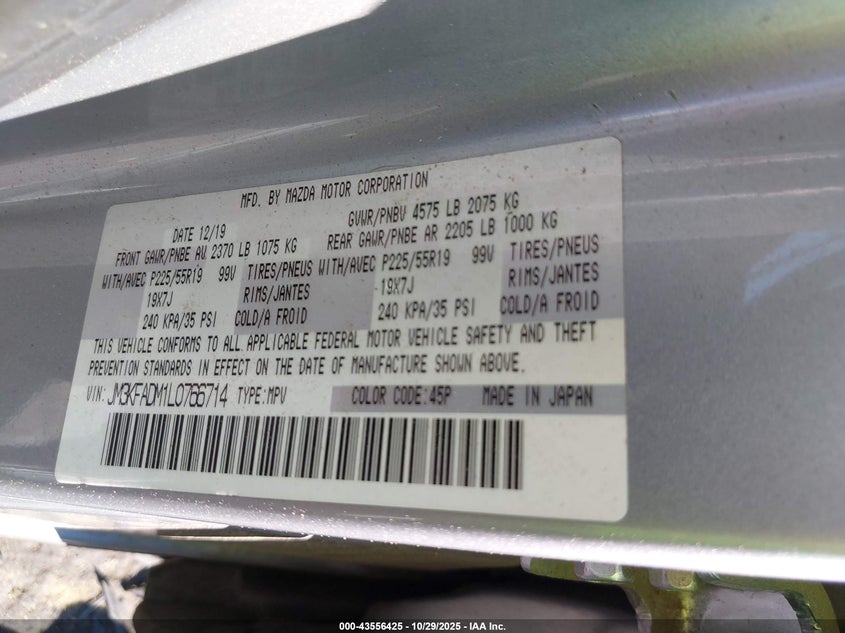 MFD. BY MAZDA MOTOR CORPORATION
DATE 12/19 GVWR/PNBV 4575 LB 2075 KG
FRONT GAWR/PNBE AV 2370 LB 1075 KG REAR GAWR/PNBE AR 2205 LB 1000 KG
WITH/AVEC P225/55R19 99V TIRES/PNEUS WITH/AVEC P225/55R19 99V TIRES/PNEUS
19X7J RIMS/JANTES 19X7J RIMS/JANTES
240 KPA/35 PSI COLD/A FROID 240 KPA/35 PSI COLD/A FROID
THIS VEHICLE CONFORMS TO ALL APPLICABLE FEDERAL MOTOR VEHICLE SAFETY AND THEFT
PREVENTION STANDARDS IN EFFECT ON THE DATE OF MANUFACTURE SHOWN ABOVE.
VIN: JM3KFADM1L0766714 TYPE:MPV COLOR CODE:45P MADE IN JAPAN
000-43556425 - 10/29/2025 - IAA Inc.